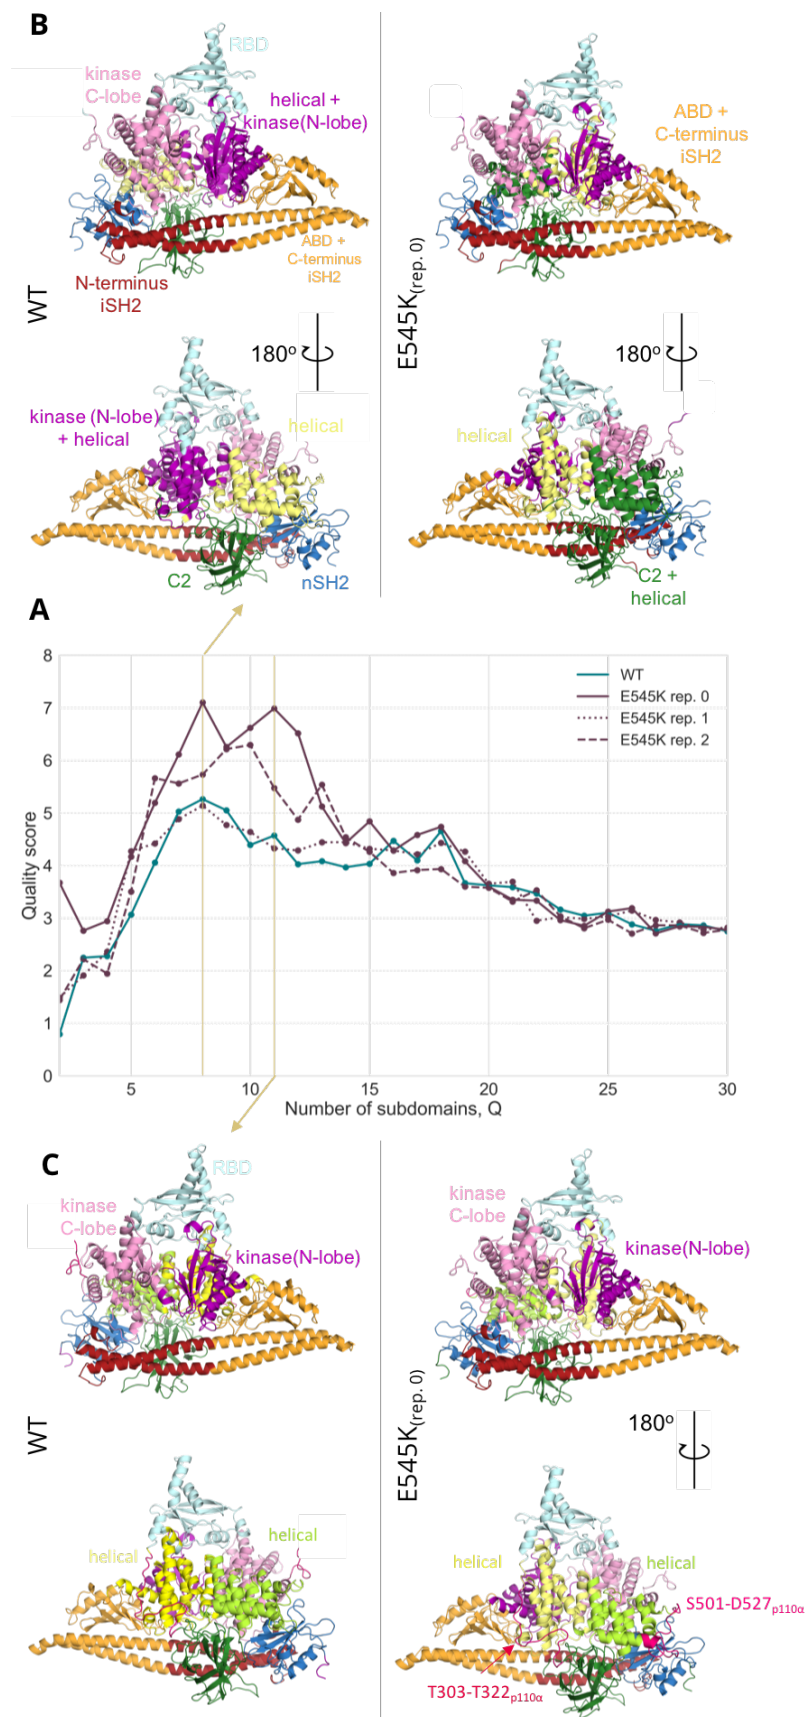 B
RBD
kinase
C-lobe
helical +
kinase(N-lobe)
ABD +
C-terminus
iSH2
N-terminus
iSH2
WT
ABD +
C-terminus
iSH2
E545K(rep. 0)
180º
180º
kinase (N-lobe)
+ helical
helical
C2
nSH2
helical
C2 +
helical
A
8
7
6
5
4
3
2
1
0
Quality score
WT
E545K rep. 0
E545K rep. 1
E545K rep. 2
5
10
15
20
25
30
Number of subdomains, Q
C
RBD
kinase
C-lobe
kinase(N-lobe)
kinase
C-lobe
kinase(N-lobe)
WT
E545K(rep. 0)
180º
helical
helical
helical
helical
S501-D527p110α
T303-T322p110α